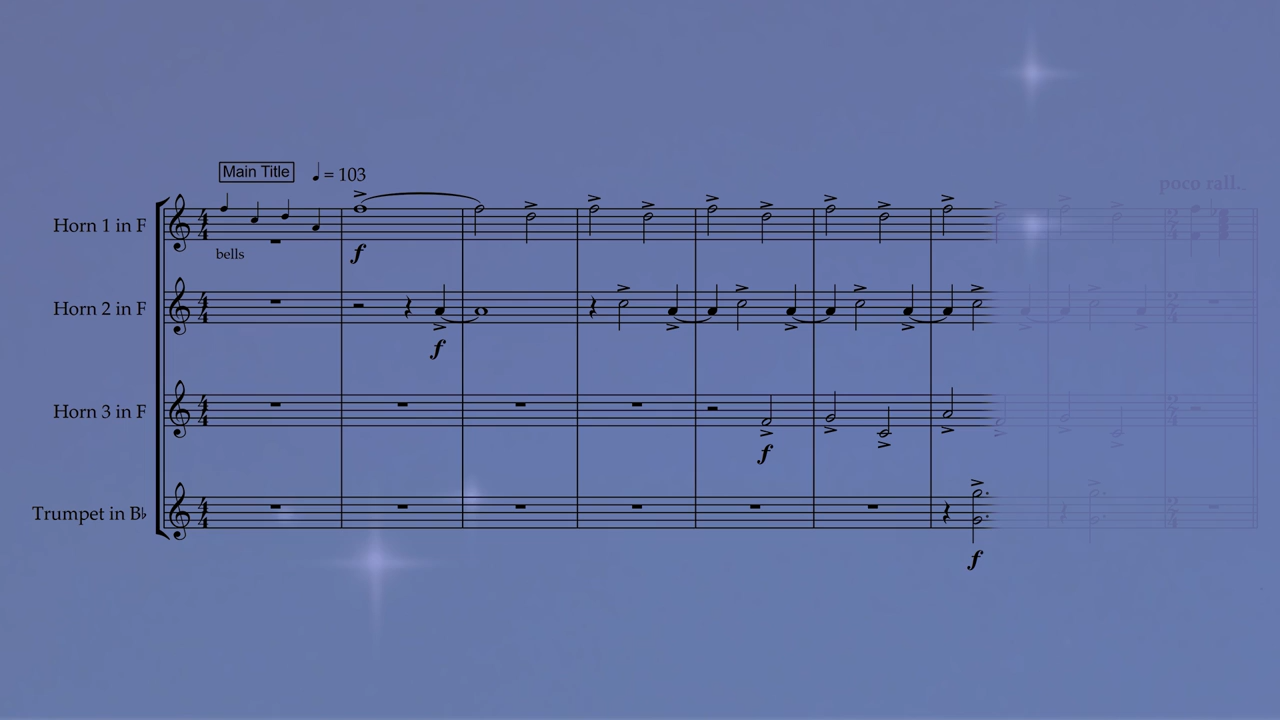 Main Title ♩ = 103
poco rall..
Horn 1 in F
bells
f
Horn 2 in F
f
Horn 3 in F
f
Trumpet in B♭
f